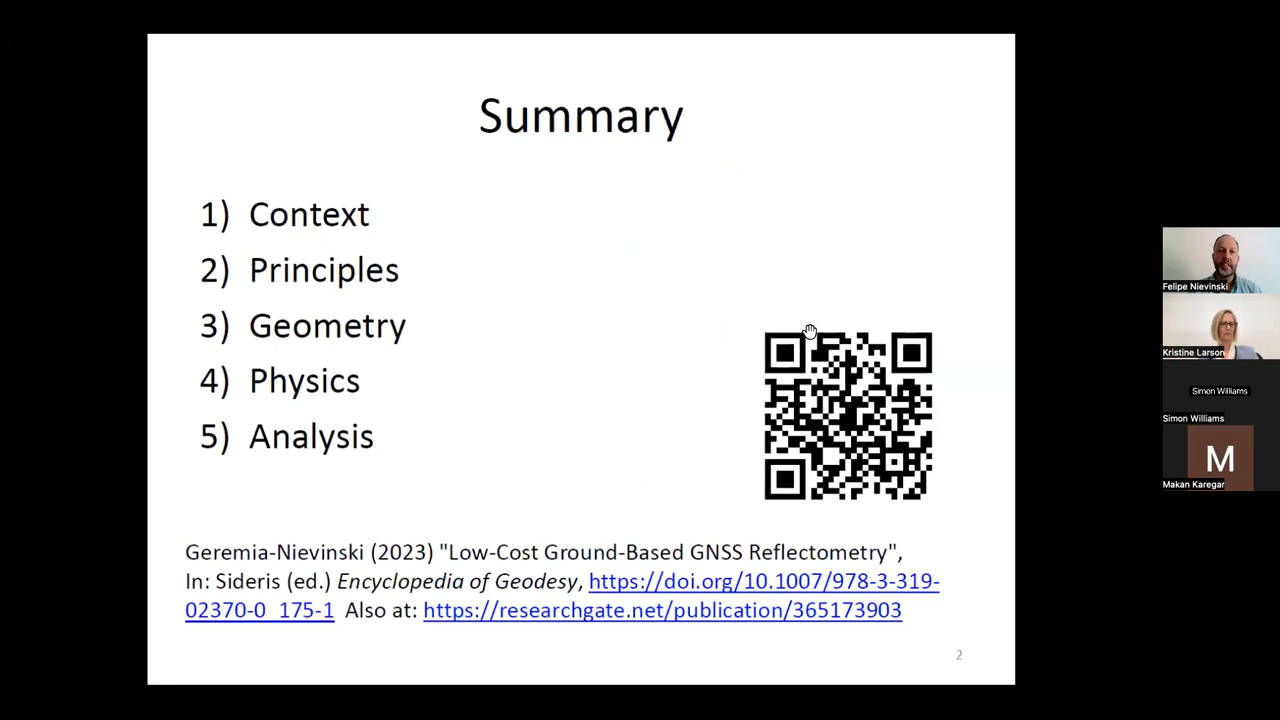 Summary
1) Context
2) Principles
3) Geometry
4) Physics
5) Analysis
Geremia-Nievinski (2023) "Low-Cost Ground-Based GNSS Reflectometry",
In: Sideris (ed.) Encyclopedia of Geodesy, https://doi.org/10.1007/978-3-319-
02370-0_175-1 Also at: https://researchgate.net/publication/365173903
2
Felipe Nievinski
Kristine Larson
Simon Williams
Simon Williams
M
Makan Karegar